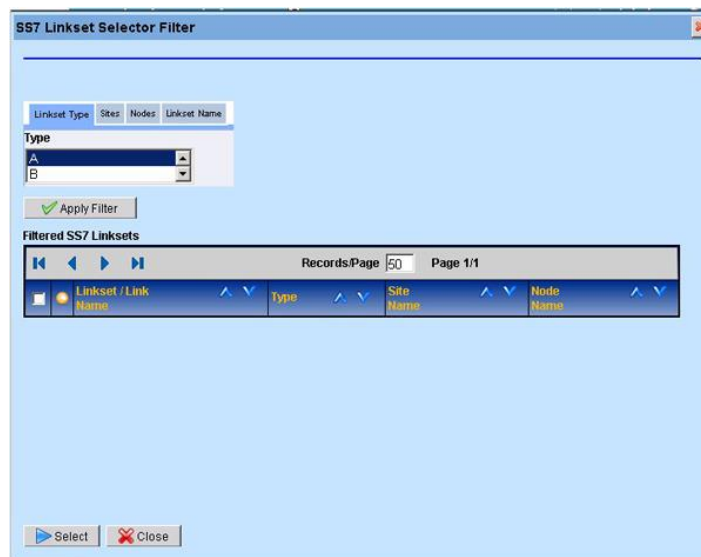 SS7 Linkset Selector Filter
Linkset Type Sites Nodes Linkset Name
Type
A
B
Apply Filter
Filtered SS7 Linksets
Records/Page 50 Page 1/1
Linkset / Link Name Type Site Name Node Name
Select Close